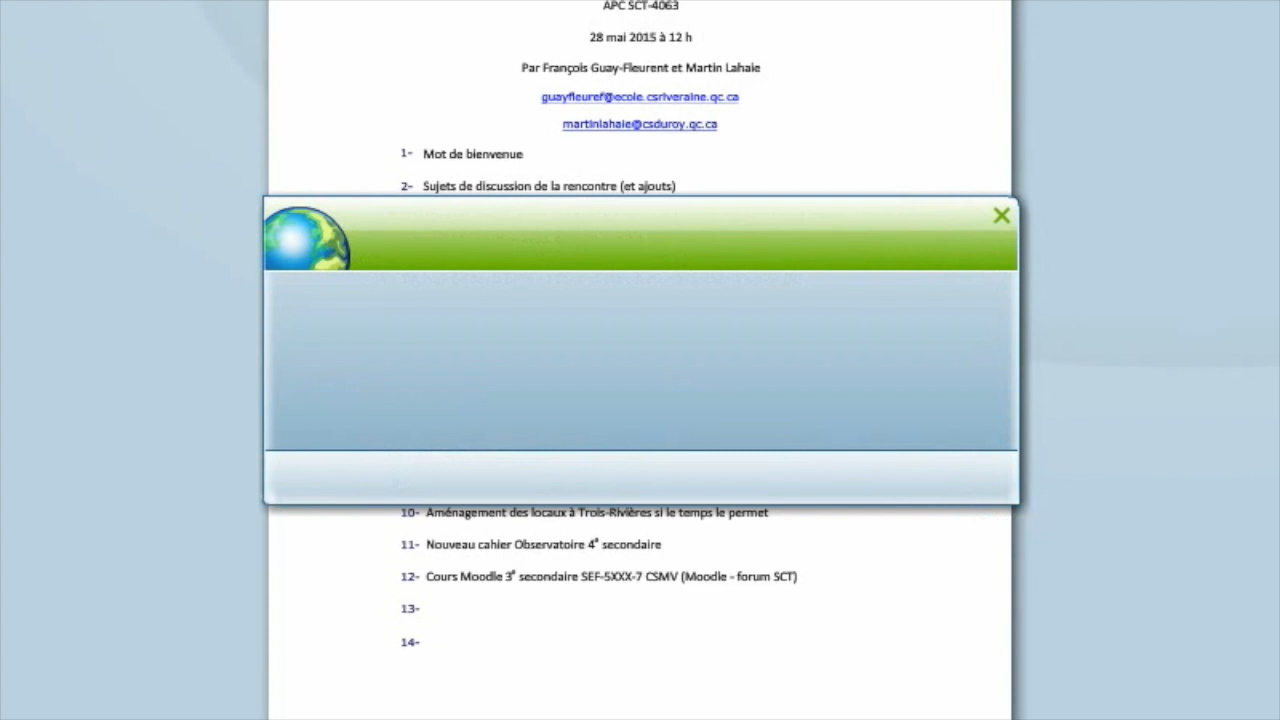 APC SCT-4063
28 mai 2015 à 12 h
Par François Guay-Fleurent et Martin Lahaie
guayfleuref@ecole.csriveraine.qc.ca
martinlahaie@csduroy.qc.ca
1- Mot de bienvenue
2- Sujets de discussion de la rencontre (et ajouts)
10- Aménagement des locaux à Trois-Rivières si le temps le permet
11- Nouveau cahier Observatoire 4e secondaire
12- Cours Moodle 3e secondaire SEF-5XXX-7 CSMV (Moodle - forum SCT)
13-
14-